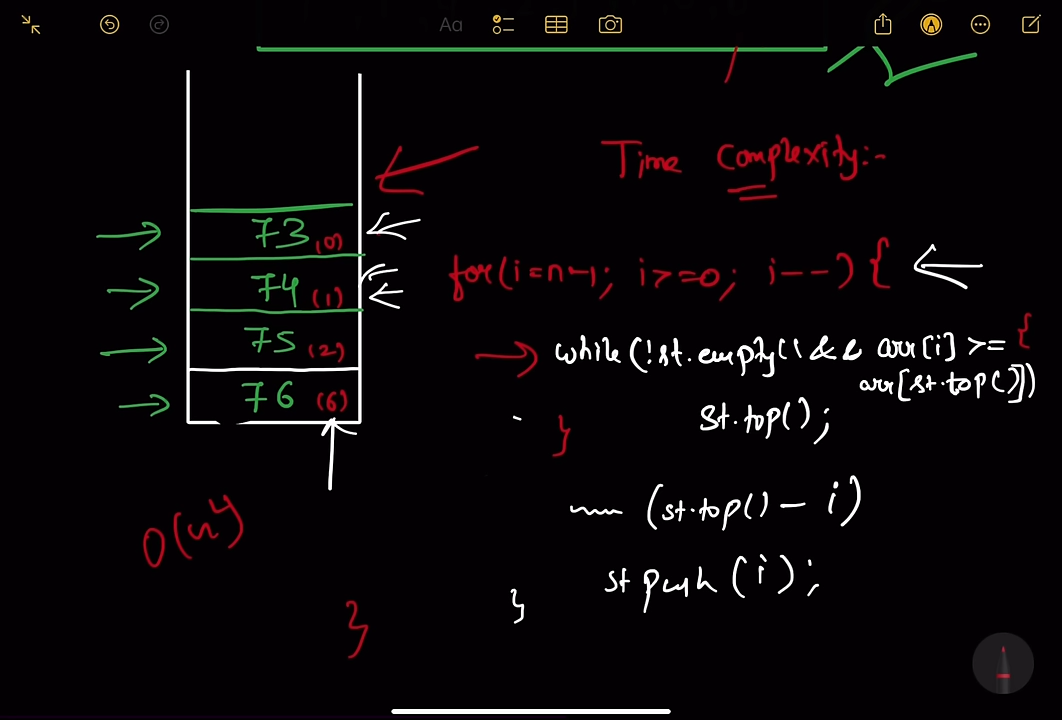 Aa
Time Complexity:-
73 (0)
74 (1)
75 (2)
76 (6)
for(i=n-1; i>=0; i--) {
while(!st.empty() && arr[i] >= {
arr[st.top()])
st.top();
}
(st.top() - i)
st push (i);
}
}